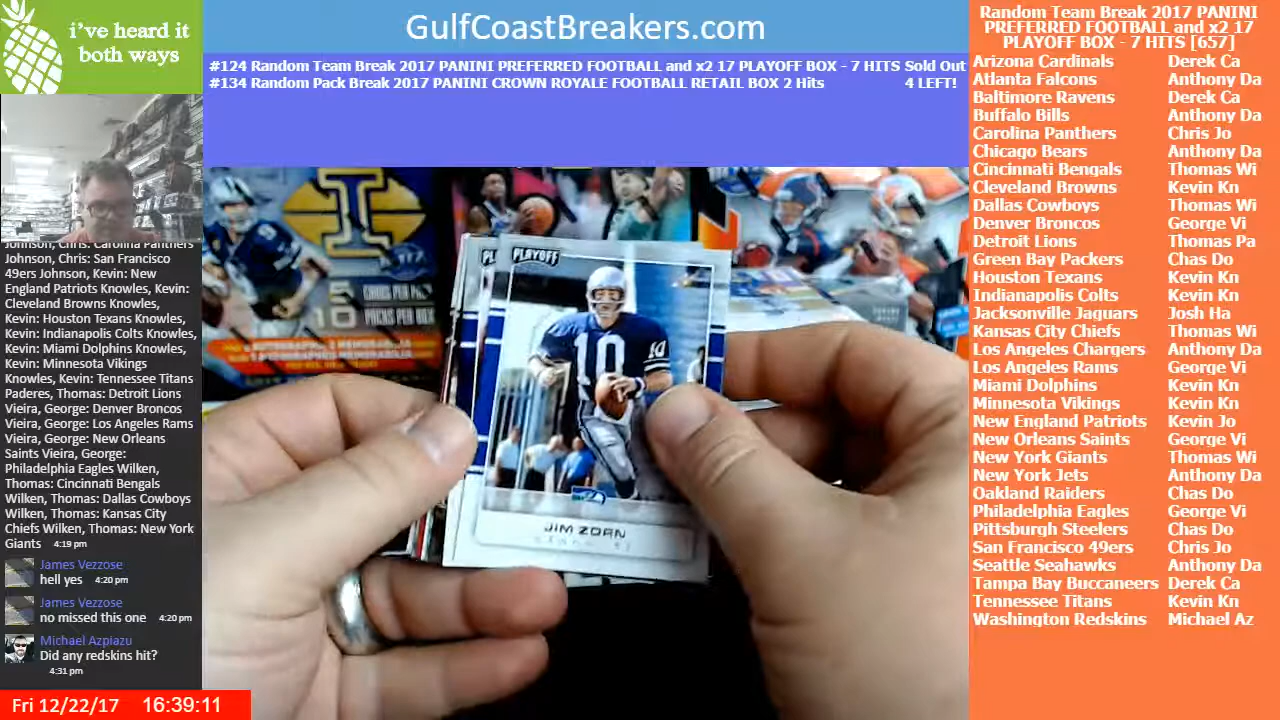 i've heard it
both ways
GulfCoastBreakers.com
#124 Random Team Break 2017 PANINI PREFERRED FOOTBALL and x2 17 PLAYOFF BOX - 7 HITS Sold Out
#134 Random Pack Break 2017 PANINI CROWN ROYALE FOOTBALL RETAIL BOX 2 Hits 4 LEFT!
Johnson, Chris: Carolina Panthers
Johnson, Chris: San Francisco
49ers Johnson, Kevin: New
England Patriots Knowles, Kevin:
Cleveland Browns Knowles,
Kevin: Houston Texans Knowles,
Kevin: Indianapolis Colts Knowles,
Kevin: Miami Dolphins Knowles,
Kevin: Minnesota Vikings
Knowles, Kevin: Tennessee Titans
Paderes, Thomas: Detroit Lions
Vieira, George: Denver Broncos
Vieira, George: Los Angeles Rams
Vieira, George: New Orleans
Saints Vieira, George:
Philadelphia Eagles Wilken,
Thomas: Cincinnati Bengals
Wilken, Thomas: Dallas Cowboys
Wilken, Thomas: Kansas City
Chiefs Wilken, Thomas: New York
Giants 4:19 pm
James Vezzose
hell yes 4:20 pm
James Vezzose
no missed this one 4:20 pm
Michael Azpiazu
Did any redskins hit?
4:31 pm
Fri 12/22/17 16:39:11
PLAYOFF
10
10
JIM ZORN
CARDS PER
PACKS PER BOX
Random Team Break 2017 PANINI
PREFERRED FOOTBALL and x2 17
PLAYOFF BOX - 7 HITS [657]
Arizona Cardinals Derek Ca
Atlanta Falcons Anthony Da
Baltimore Ravens Derek Ca
Buffalo Bills Anthony Da
Carolina Panthers Chris Jo
Chicago Bears Anthony Da
Cincinnati Bengals Thomas Wi
Cleveland Browns Kevin Kn
Dallas Cowboys Thomas Wi
Denver Broncos George Vi
Detroit Lions Thomas Pa
Green Bay Packers Chas Do
Houston Texans Kevin Kn
Indianapolis Colts Kevin Kn
Jacksonville Jaguars Josh Ha
Kansas City Chiefs Thomas Wi
Los Angeles Chargers Anthony Da
Los Angeles Rams George Vi
Miami Dolphins Kevin Kn
Minnesota Vikings Kevin Kn
New England Patriots Kevin Jo
New Orleans Saints George Vi
New York Giants Thomas Wi
New York Jets Anthony Da
Oakland Raiders Chas Do
Philadelphia Eagles George Vi
Pittsburgh Steelers Chas Do
San Francisco 49ers Chris Jo
Seattle Seahawks Anthony Da
Tampa Bay Buccaneers Derek Ca
Tennessee Titans Kevin Kn
Washington Redskins Michael Az